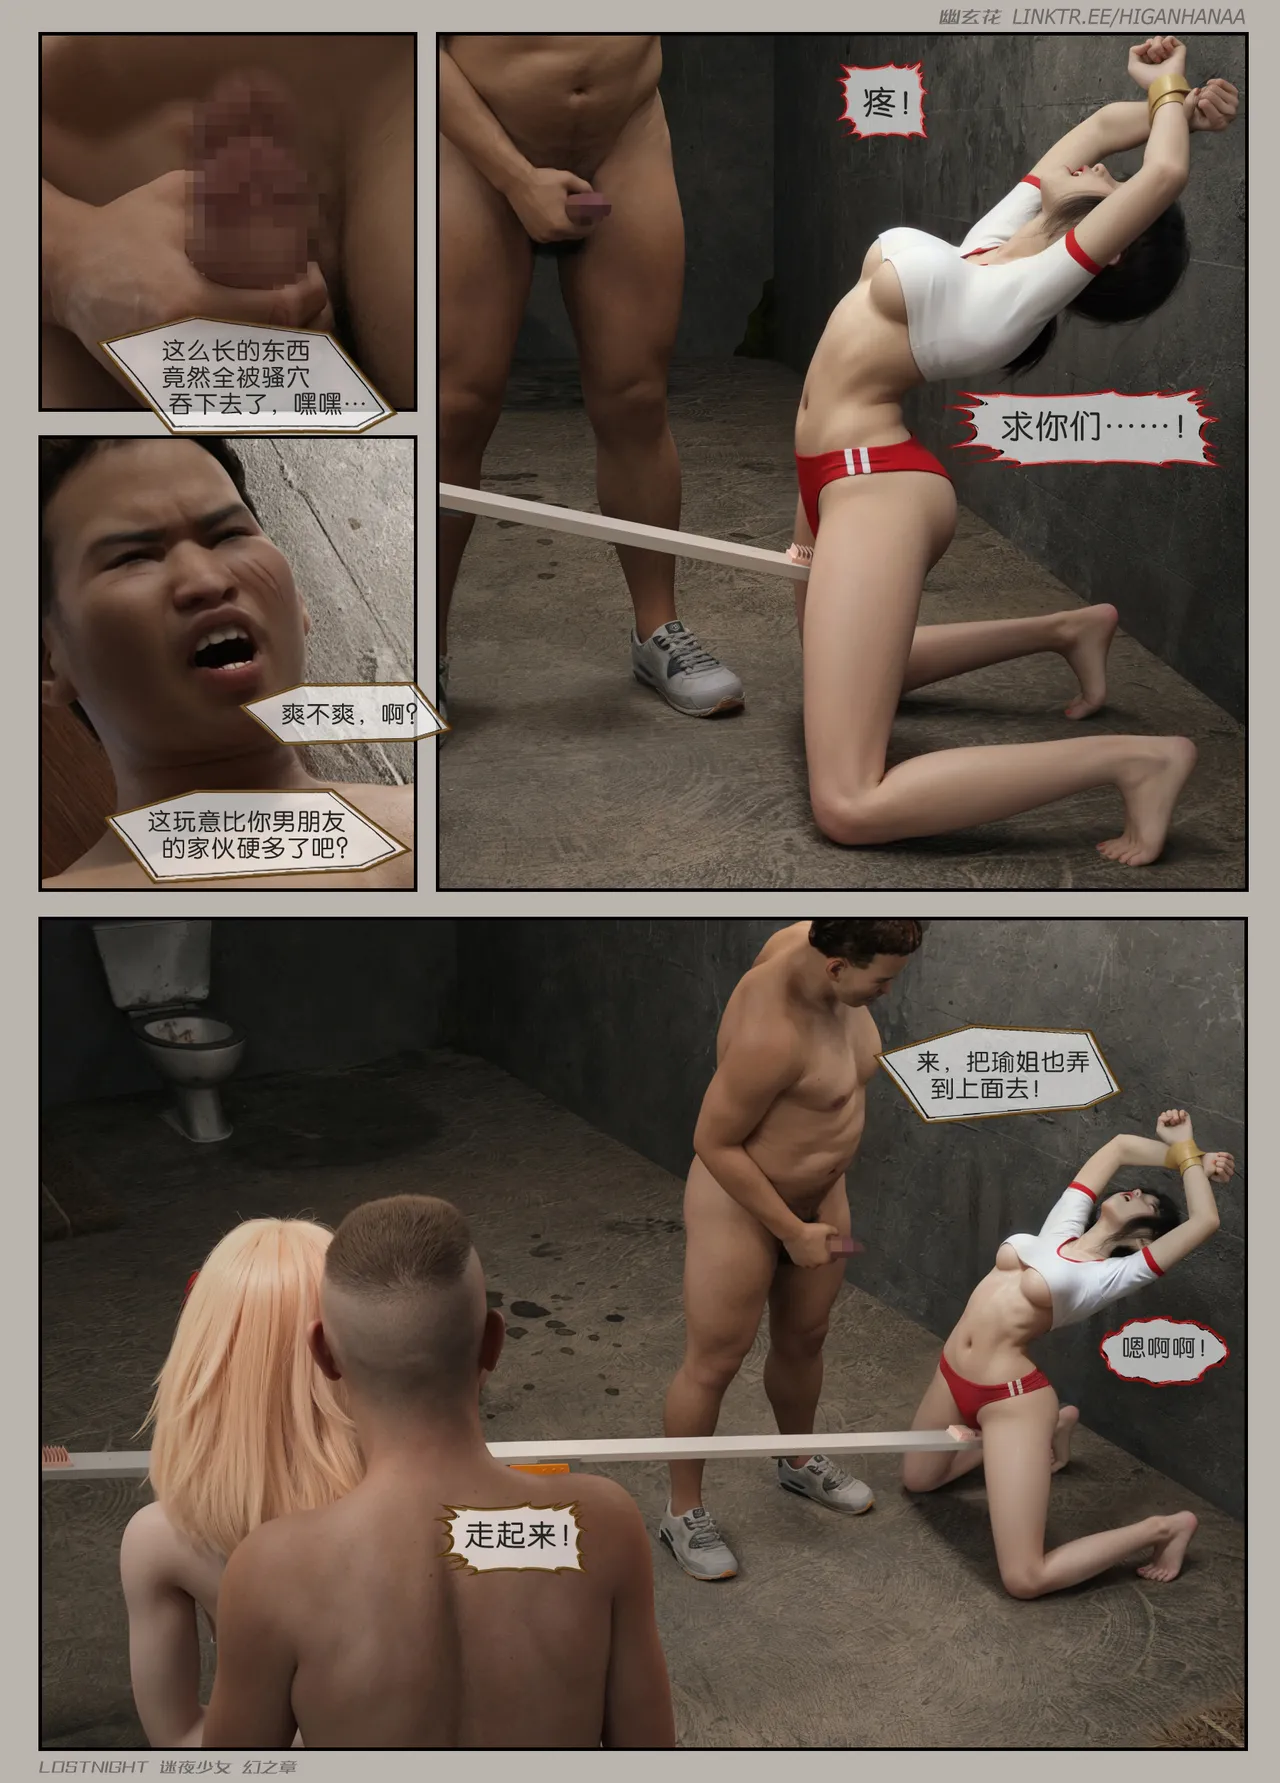 幽玄花 LINKTR.EE/HIGANHANAA
这么长的东西
竟然全被骚穴
吞下去了，嘿嘿…
疼！
求你们……！
爽不爽，啊？
这玩意比你男朋友
的家伙硬多了吧？
来，把瑜姐也弄
到上面去！
嗯啊啊！
走起来！
LOSTNIGHT 迷夜少女 幻之章